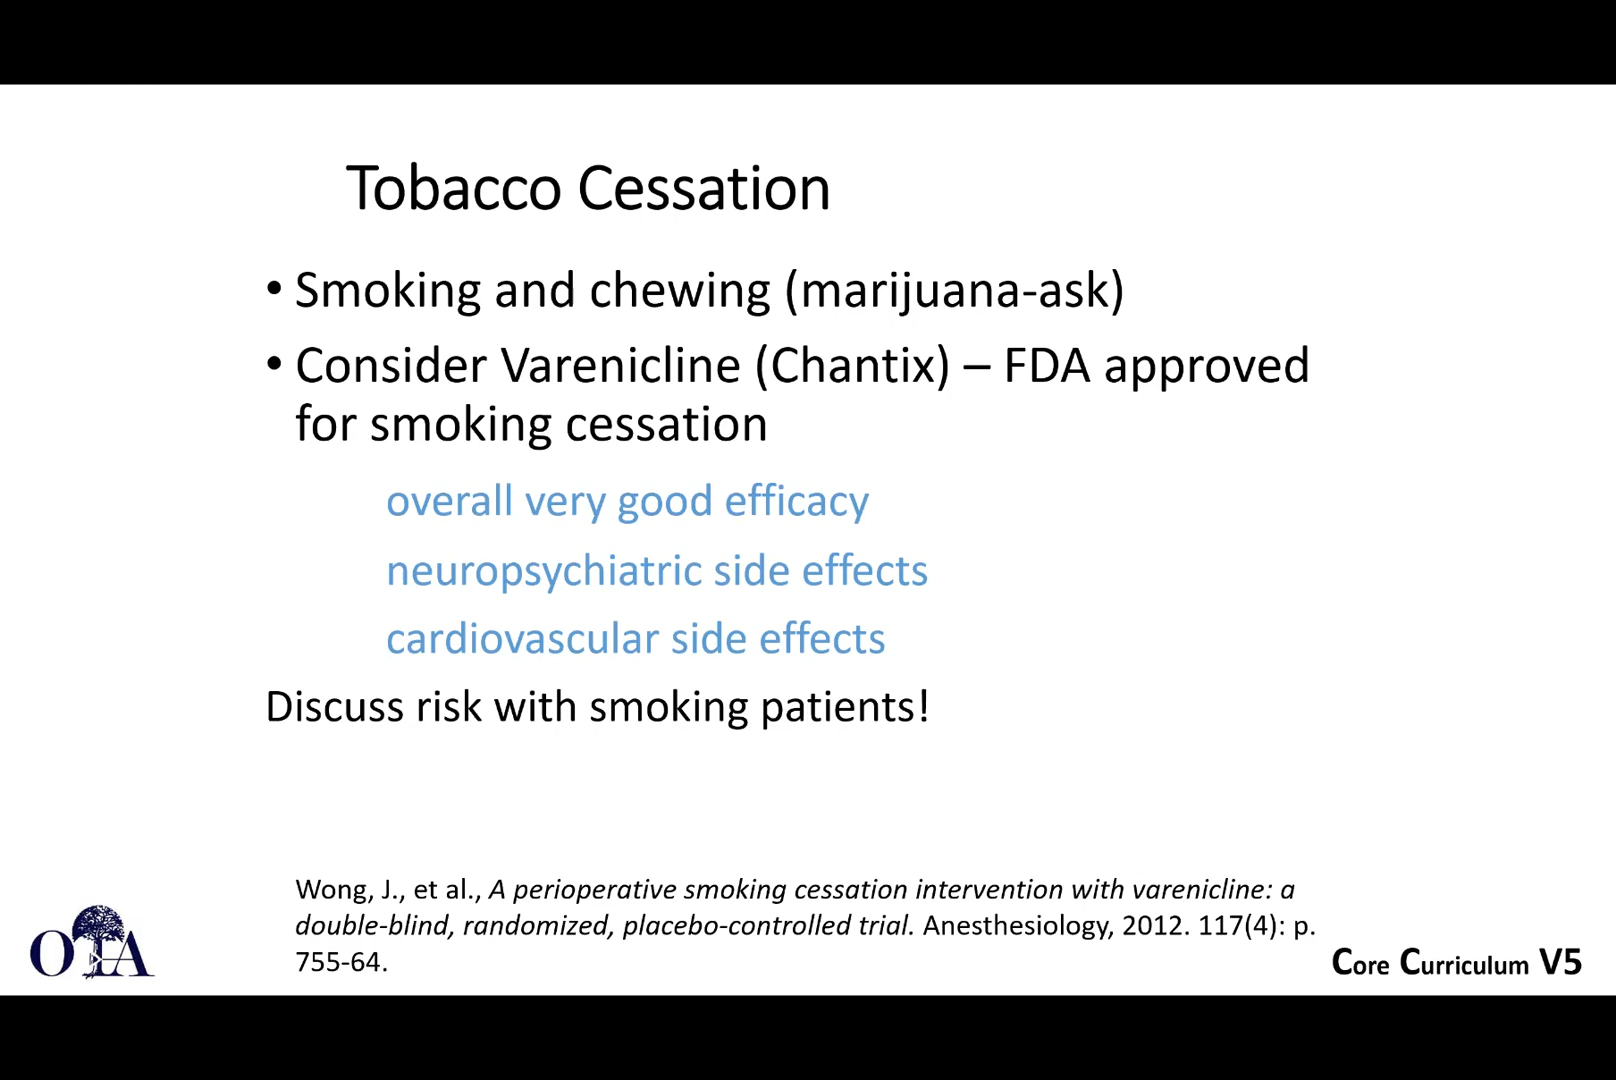 Tobacco Cessation
• Smoking and chewing (marijuana-ask)
• Consider Varenicline (Chantix) – FDA approved
for smoking cessation
overall very good efficacy
neuropsychiatric side effects
cardiovascular side effects
Discuss risk with smoking patients!
Wong, J., et al., A perioperative smoking cessation intervention with varenicline: a
double-blind, randomized, placebo-controlled trial. Anesthesiology, 2012. 117(4): p.
755-64.
OTA
Core Curriculum V5